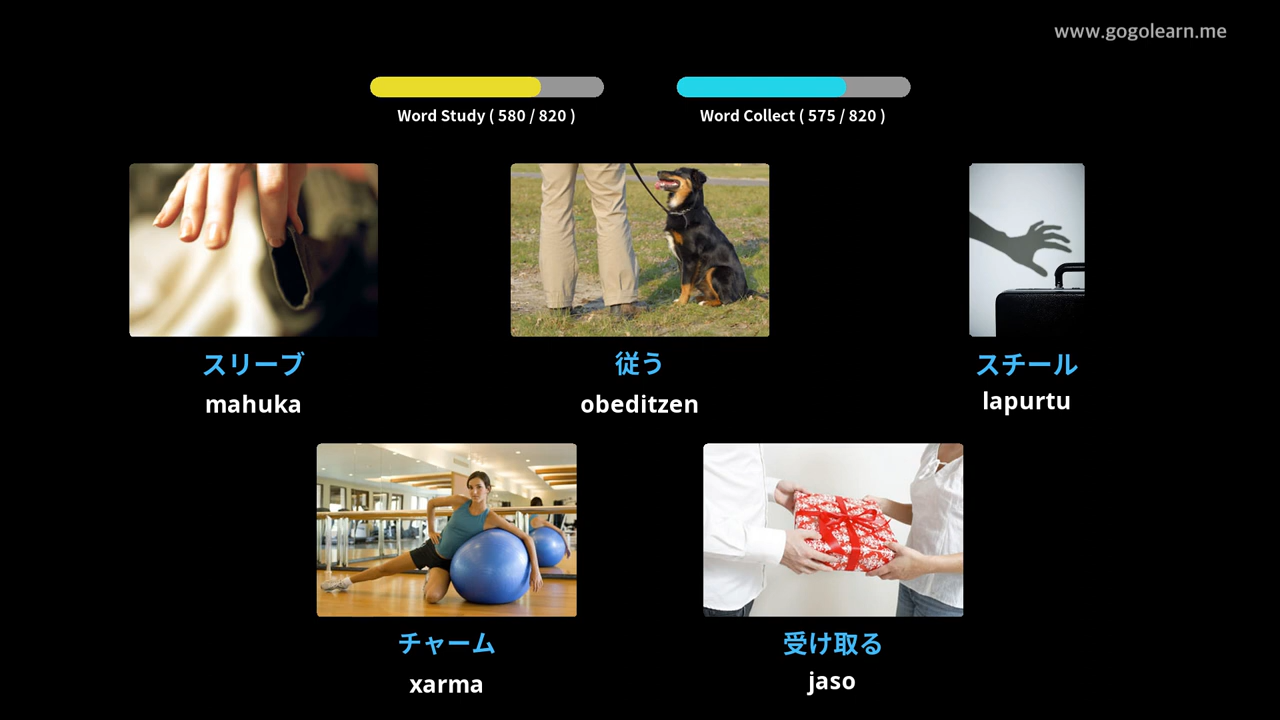 www.gogolearn.me
Word Study ( 580 / 820 )
Word Collect ( 575 / 820 )
スリーブ
mahuka
従う
obeditzen
スチール
lapurtu
チャーム
xarma
受け取る
jaso